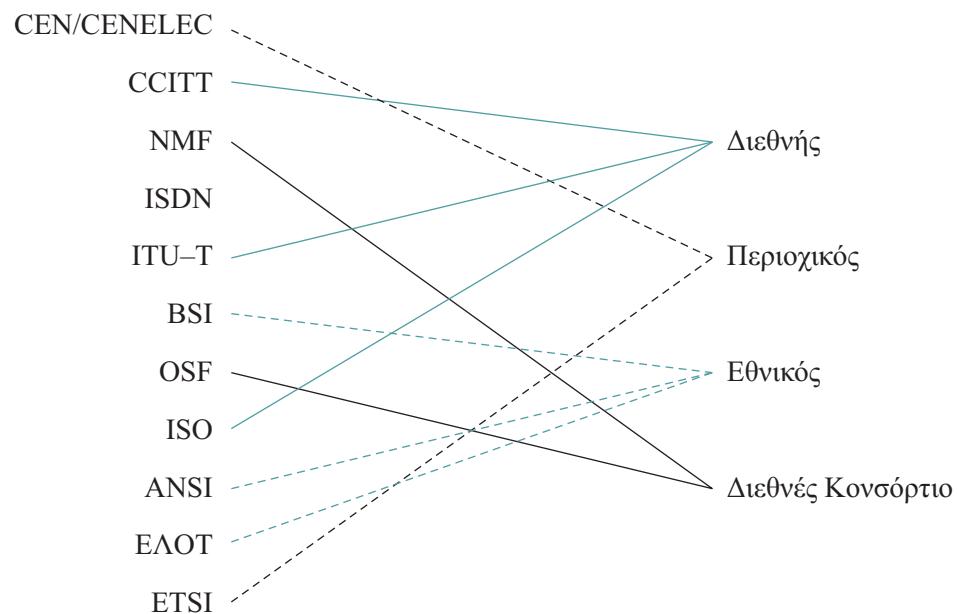 CEN/CENELEC
CCITT
NMF
ISDN
ITU–T
BSI
OSF
ISO
ANSI
ΕΛΟΤ
ETSI
Διεθνής
Περιοχικός
Εθνικός
Διεθνές Κονσόρτιο